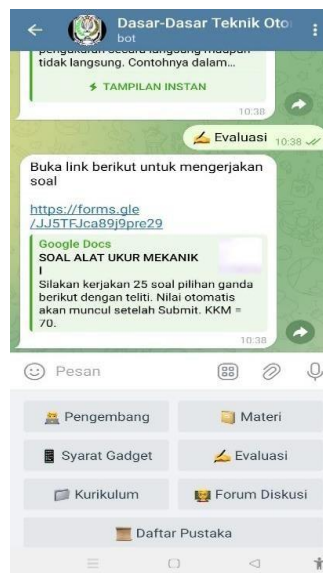 Dasar-Dasar Teknik Oto
bot
pengukuran secara langsung maupun
tidak langsung. Contohnya dalam...
TAMPILAN INSTAN
10:38
Evaluasi 10:38
Buka link berikut untuk mengerjakan
soal
https://forms.gle
/JJ5TFJca89j9pre29
Google Docs
SOAL ALAT UKUR MEKANIK
I
Silakan kerjakan 25 soal pilihan ganda
berikut dengan teliti. Nilai otomatis
akan muncul setelah Submit. KKM =
70.
10:38
Pesan
Pengembang
Materi
Syarat Gadget
Evaluasi
Kurikulum
Forum Diskusi
Daftar Pustaka